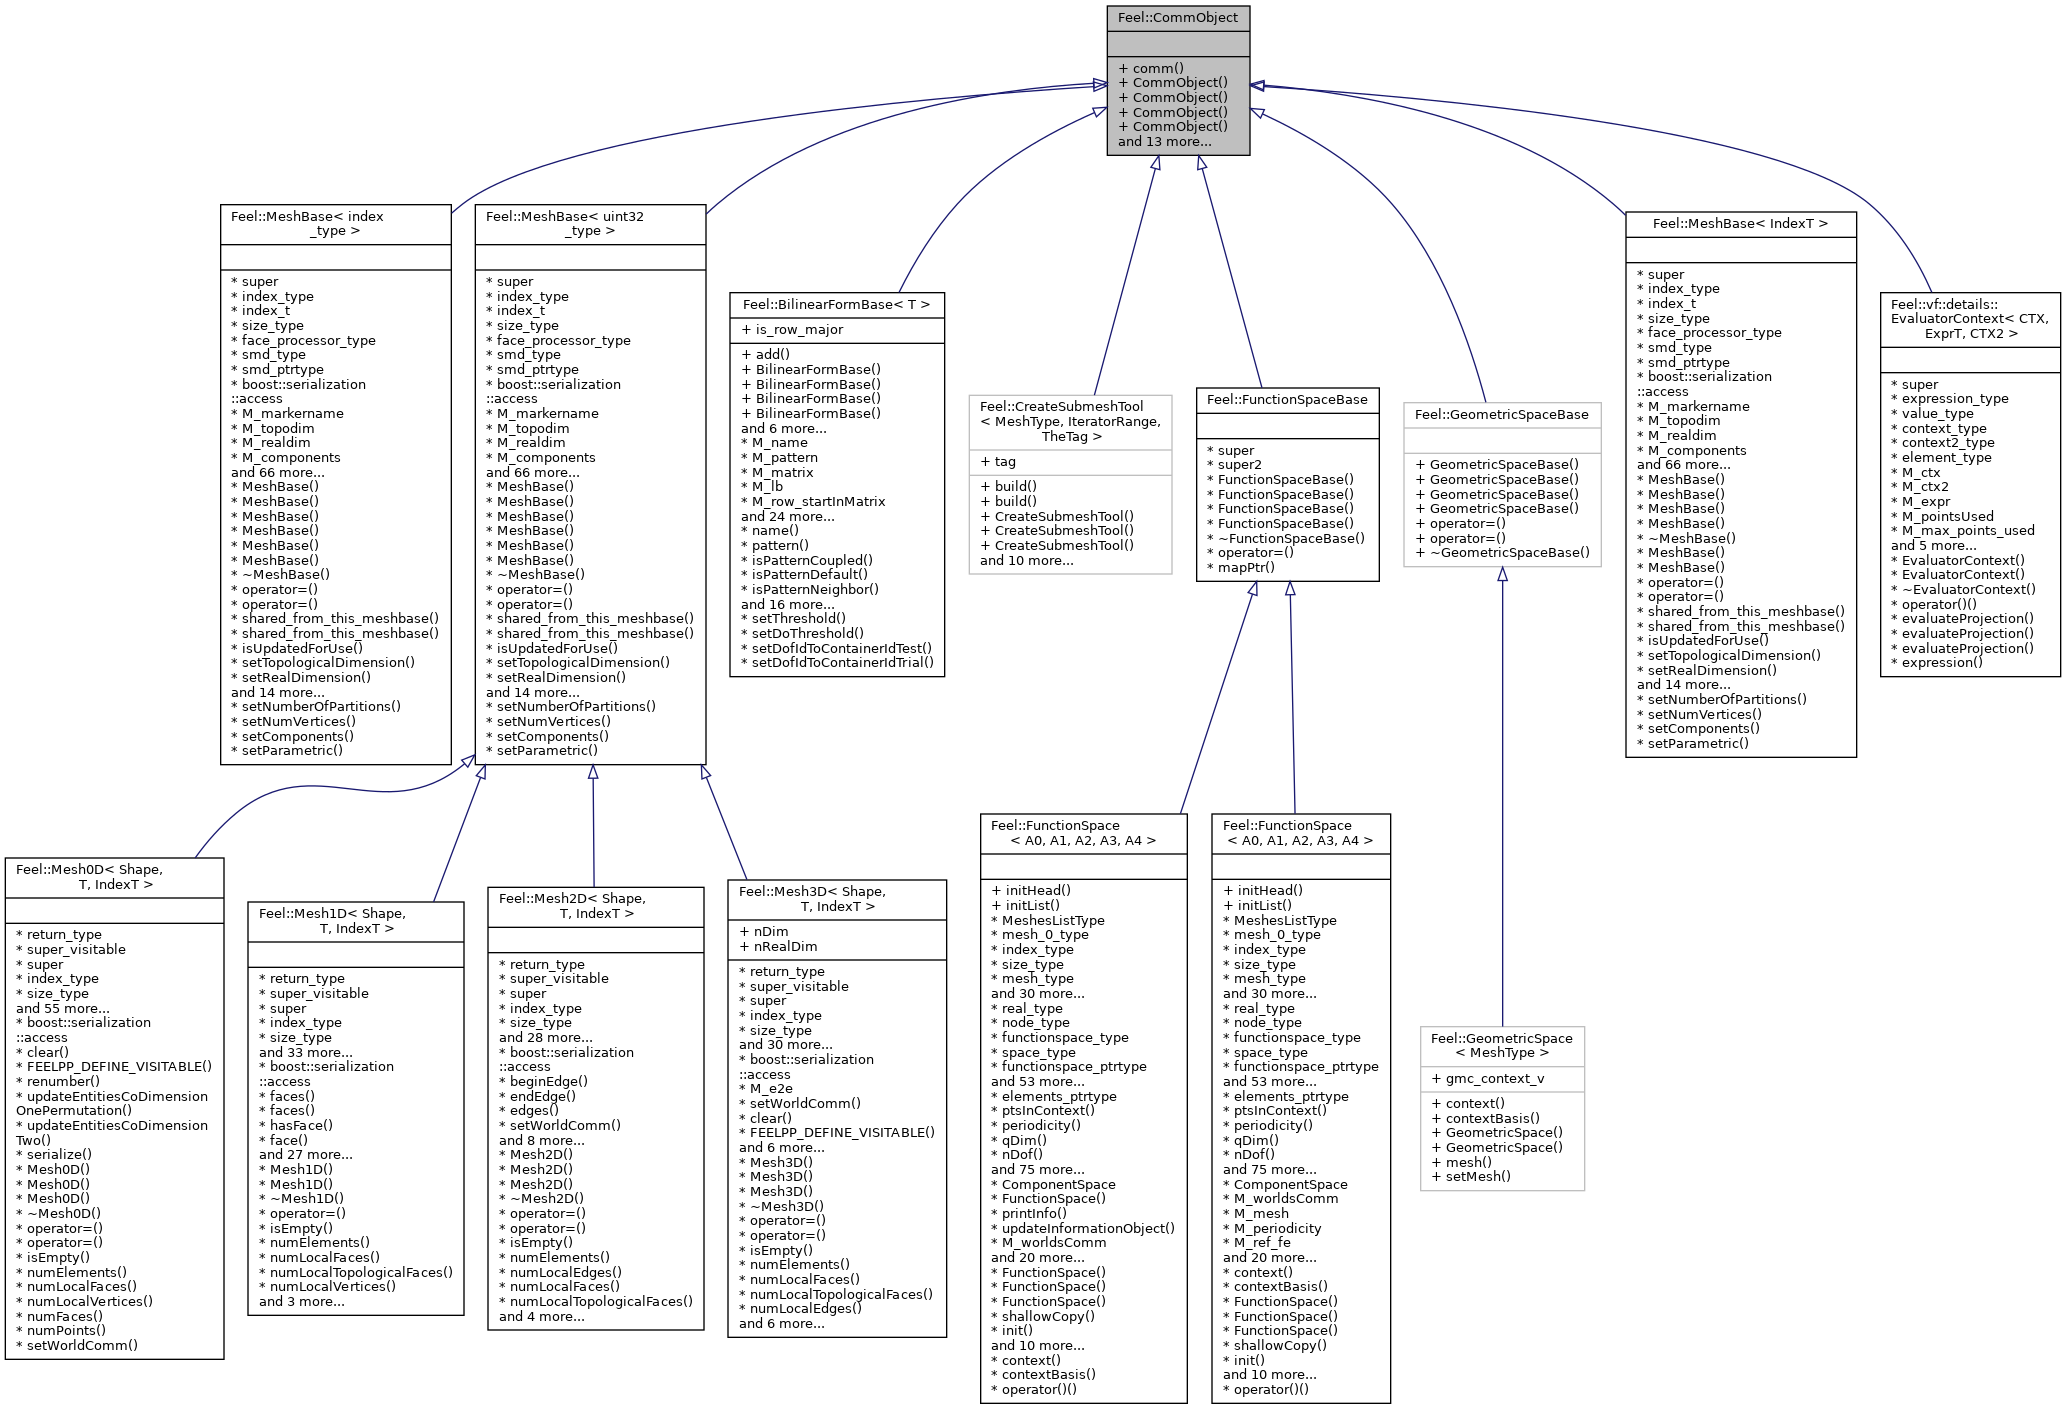 Feel::CommObject
+ comm()
+ CommObject()
+ CommObject()
+ CommObject()
+ CommObject()
and 13 more...
Feel::MeshBase< index
_type >
* super
* index_type
* index_t
* size_type
* face_processor_type
* smd_type
* smd_ptrtype
* boost::serialization
::access
* M_markername
* M_topodim
* M_realdim
* M_components
and 66 more...
* MeshBase()
* MeshBase()
* MeshBase()
* MeshBase()
* MeshBase()
* MeshBase()
* ~MeshBase()
* operator=()
* operator=()
* shared_from_this_meshbase()
* shared_from_this_meshbase()
* isUpdatedForUse()
* setTopologicalDimension()
* setRealDimension()
and 14 more...
* setNumberOfPartitions()
* setNumVertices()
* setComponents()
* setParametric()
Feel::MeshBase< uint32
_type >
* super
* index_type
* index_t
* size_type
* face_processor_type
* smd_type
* smd_ptrtype
* boost::serialization
::access
* M_markername
* M_topodim
* M_realdim
* M_components
and 66 more...
* MeshBase()
* MeshBase()
* MeshBase()
* MeshBase()
* MeshBase()
* MeshBase()
* ~MeshBase()
* operator=()
* operator=()
* shared_from_this_meshbase()
* shared_from_this_meshbase()
* isUpdatedForUse()
* setTopologicalDimension()
* setRealDimension()
and 14 more...
* setNumberOfPartitions()
* setNumVertices()
* setComponents()
* setParametric()
Feel::BilinearFormBase< T >
+ is_row_major
+ add()
+ BilinearFormBase()
+ BilinearFormBase()
+ BilinearFormBase()
+ BilinearFormBase()
and 6 more...
* M_name
* M_pattern
* M_matrix
* M_lb
* M_row_startInMatrix
and 24 more...
* name()
* pattern()
* isPatternCoupled()
* isPatternDefault()
* isPatternNeighbor()
and 16 more...
* setThreshold()
* setDoThreshold()
* setDofIdToContainerIdTest()
* setDofIdToContainerIdTrial()
Feel::CreateSubmeshTool
< MeshType, IteratorRange,
TheTag >
+ tag
+ build()
+ build()
+ CreateSubmeshTool()
+ CreateSubmeshTool()
+ CreateSubmeshTool()
and 10 more...
Feel::FunctionSpaceBase
* super
* super2
* FunctionSpaceBase()
* FunctionSpaceBase()
* FunctionSpaceBase()
* FunctionSpaceBase()
* ~FunctionSpaceBase()
* operator=()
* mapPtr()
Feel::GeometricSpaceBase
+ GeometricSpaceBase()
+ GeometricSpaceBase()
+ GeometricSpaceBase()
+ GeometricSpaceBase()
+ operator=()
+ operator=()
+ ~GeometricSpaceBase()
Feel::MeshBase< IndexT >
* super
* index_type
* index_t
* size_type
* face_processor_type
* smd_type
* smd_ptrtype
* boost::serialization
::access
* M_markername
* M_topodim
* M_realdim
* M_components
and 66 more...
* MeshBase()
* MeshBase()
* MeshBase()
* MeshBase()
* ~MeshBase()
* MeshBase()
* MeshBase()
* operator=()
* operator=()
* shared_from_this_meshbase()
* shared_from_this_meshbase()
* isUpdatedForUse()
* setTopologicalDimension()
* setRealDimension()
and 14 more...
* setNumberOfPartitions()
* setNumVertices()
* setComponents()
* setParametric()
Feel::vf::details::
EvaluatorContext< CTX,
ExprT, CTX2 >
* super
* expression_type
* value_type
* context_type
* context2_type
* element_type
* M_ctx
* M_ctx2
* M_expr
* M_pointsUsed
* M_max_points_used
and 5 more...
* EvaluatorContext()
* EvaluatorContext()
* ~EvaluatorContext()
* operator()()
* evaluateProjection()
* evaluateProjection()
* evaluateProjection()
* expression()
Feel::Mesh0D< Shape,
T, IndexT >
* return_type
* super_visitable
* super
* index_type
* size_type
and 55 more...
* boost::serialization
::access
* clear()
* FEELPP_DEFINE_VISITABLE()
* renumber()
* updateEntitiesCoDimension
OnePermutation()
* updateEntitiesCoDimension
Two()
* serialize()
* Mesh0D()
* Mesh0D()
* Mesh0D()
* ~Mesh0D()
* operator=()
* operator=()
* isEmpty()
* numElements()
* numLocalFaces()
* numLocalVertices()
* numFaces()
* numPoints()
* setWorldComm()
Feel::Mesh1D< Shape,
T, IndexT >
* return_type
* super_visitable
* super
* index_type
* size_type
and 33 more...
* boost::serialization
::access
* faces()
* faces()
* hasFace()
* face()
and 27 more...
* Mesh1D()
* Mesh1D()
* ~Mesh1D()
* operator=()
* isEmpty()
* numElements()
* numLocalFaces()
* numLocalTopologicalFaces()
* numLocalVertices()
and 3 more...
Feel::Mesh2D< Shape,
T, IndexT >
* return_type
* super_visitable
* super
* index_type
* size_type
and 28 more...
* boost::serialization
::access
* beginEdge()
* endEdge()
* edges()
* setWorldComm()
and 8 more...
* Mesh2D()
* Mesh2D()
* Mesh2D()
* ~Mesh2D()
* operator=()
* operator=()
* isEmpty()
* numElements()
* numLocalEdges()
* numLocalFaces()
* numLocalTopologicalFaces()
and 4 more...
Feel::Mesh3D< Shape,
T, IndexT >
+ nDim
+ nRealDim
* return_type
* super_visitable
* super
* index_type
* size_type
and 30 more...
* boost::serialization
::access
* M_e2e
* setWorldComm()
* clear()
* FEELPP_DEFINE_VISITABLE()
and 6 more...
* Mesh3D()
* Mesh3D()
* Mesh3D()
* ~Mesh3D()
* operator=()
* operator=()
* isEmpty()
* numElements()
* numLocalFaces()
* numLocalTopologicalFaces()
* numLocalEdges()
and 6 more...
Feel::FunctionSpace
< A0, A1, A2, A3, A4 >
+ initHead()
+ initList()
* MeshesListType
* mesh_0_type
* index_type
* size_type
* mesh_type
and 30 more...
* real_type
* node_type
* functionspace_type
* space_type
* functionspace_ptrtype
and 53 more...
* elements_ptrtype
* ptsInContext()
* periodicity()
* qDim()
* nDof()
and 75 more...
* ComponentSpace
* FunctionSpace()
* printInfo()
* updateInformationObject()
* M_worldsComm
and 20 more...
* FunctionSpace()
* FunctionSpace()
* FunctionSpace()
* shallowCopy()
* init()
and 10 more...
* context()
* contextBasis()
* operator()()
Feel::FunctionSpace
< A0, A1, A2, A3, A4 >
+ initHead()
+ initList()
* MeshesListType
* mesh_0_type
* index_type
* size_type
* mesh_type
and 30 more...
* real_type
* node_type
* functionspace_type
* space_type
* functionspace_ptrtype
and 53 more...
* elements_ptrtype
* ptsInContext()
* periodicity()
* qDim()
* nDof()
and 75 more...
* ComponentSpace
* M_worldsComm
* M_mesh
* M_periodicity
* M_ref_fe
and 20 more...
* context()
* contextBasis()
* FunctionSpace()
* FunctionSpace()
* FunctionSpace()
* shallowCopy()
* init()
and 10 more...
* operator()()
Feel::GeometricSpace
< MeshType >
+ gmc_context_v
+ context()
+ contextBasis()
+ GeometricSpace()
+ GeometricSpace()
+ mesh()
+ setMesh()